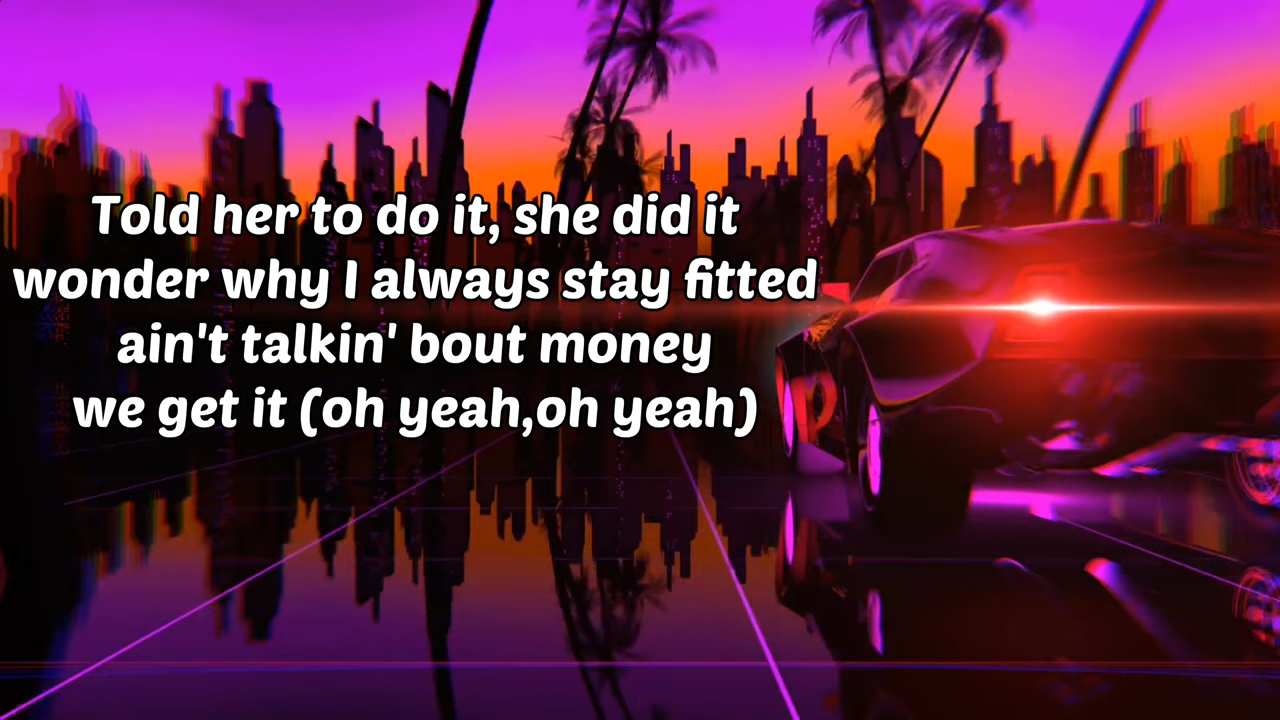 Told her to do it, she did it
wonder why I always stay fitted
ain't talkin' bout money
we get it (oh yeah,oh yeah)